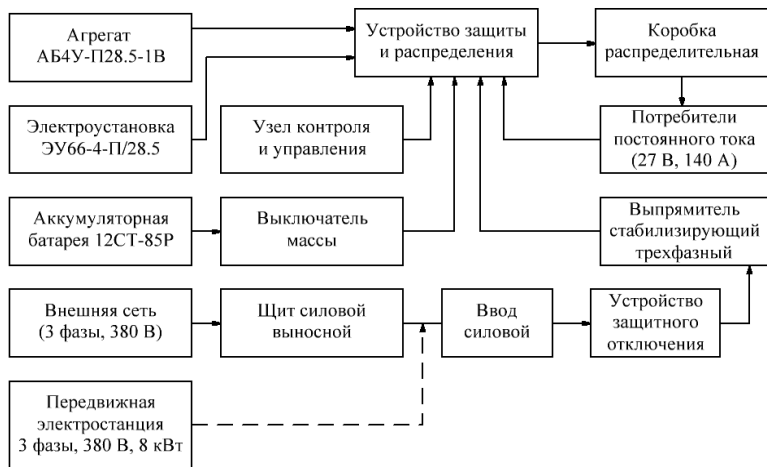 Агрегат
АБ4У-П28.5-1В
Устройство защиты
и распределения
Коробка
распределительная
Электроустановка
ЭУ66-4-П/28.5
Узел контроля
и управления
Потребители
постоянного тока
(27 В, 140 А)
Аккумуляторная
батарея 12СТ-85Р
Выключатель
массы
Выпрямитель
стабилизирующий
трехфазный
Внешняя сеть
(3 фазы, 380 В)
Щит силовой
выносной
Ввод
силовой
Устройство
защитного
отключения
Передвижная
электростанция
3 фазы, 380 В, 8 кВт